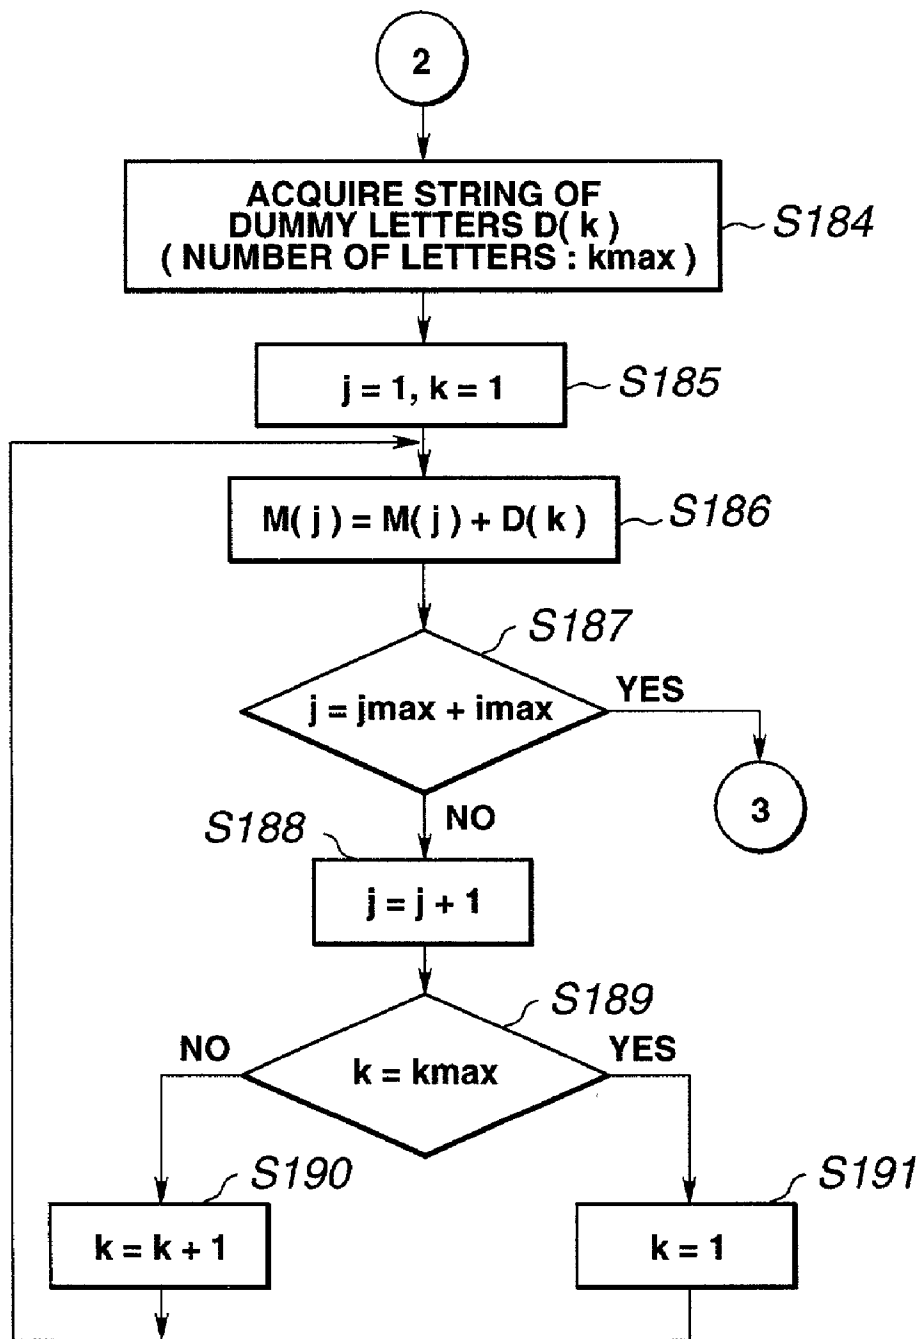 2
ACQUIRE STRING OF
DUMMY LETTERS D( k )
( NUMBER OF LETTERS : kmax )
S184
j = 1, k = 1
S185
M( j ) = M( j ) + D( k )
S186
S187
j = jmax + imax
YES
3
NO
S188
j = j + 1
S189
NO
k = kmax
YES
S190
k = k + 1
S191
k = 1